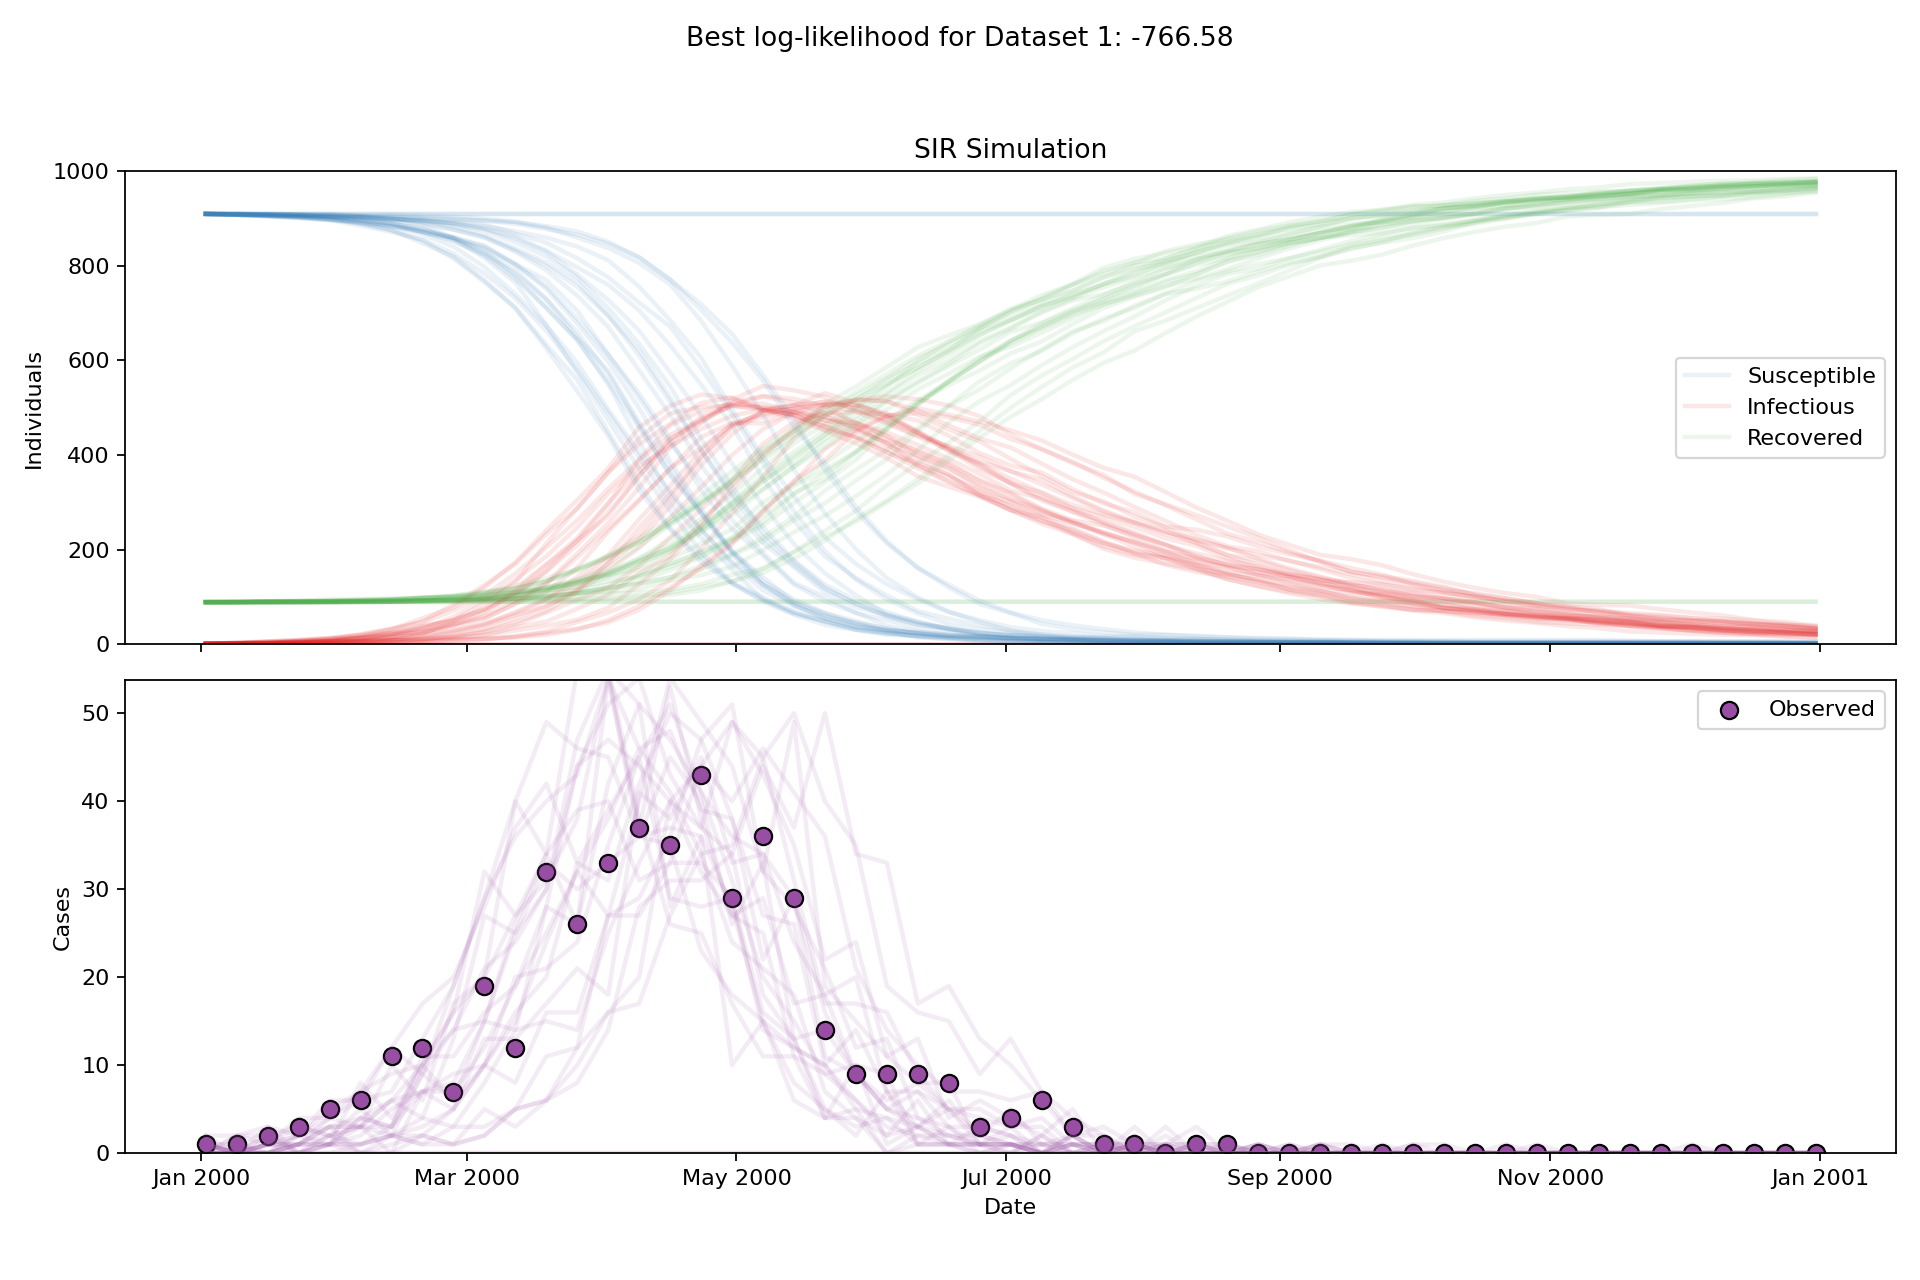 Best log-likelihood for Dataset 1: -766.58
SIR Simulation
1000
800
600
400
200
0
Individuals
Susceptible
Infectious
Recovered
50
40
30
20
10
0
Cases
Observed
Jan 2000 Mar 2000 May 2000 Jul 2000 Sep 2000 Nov 2000 Jan 2001
Date